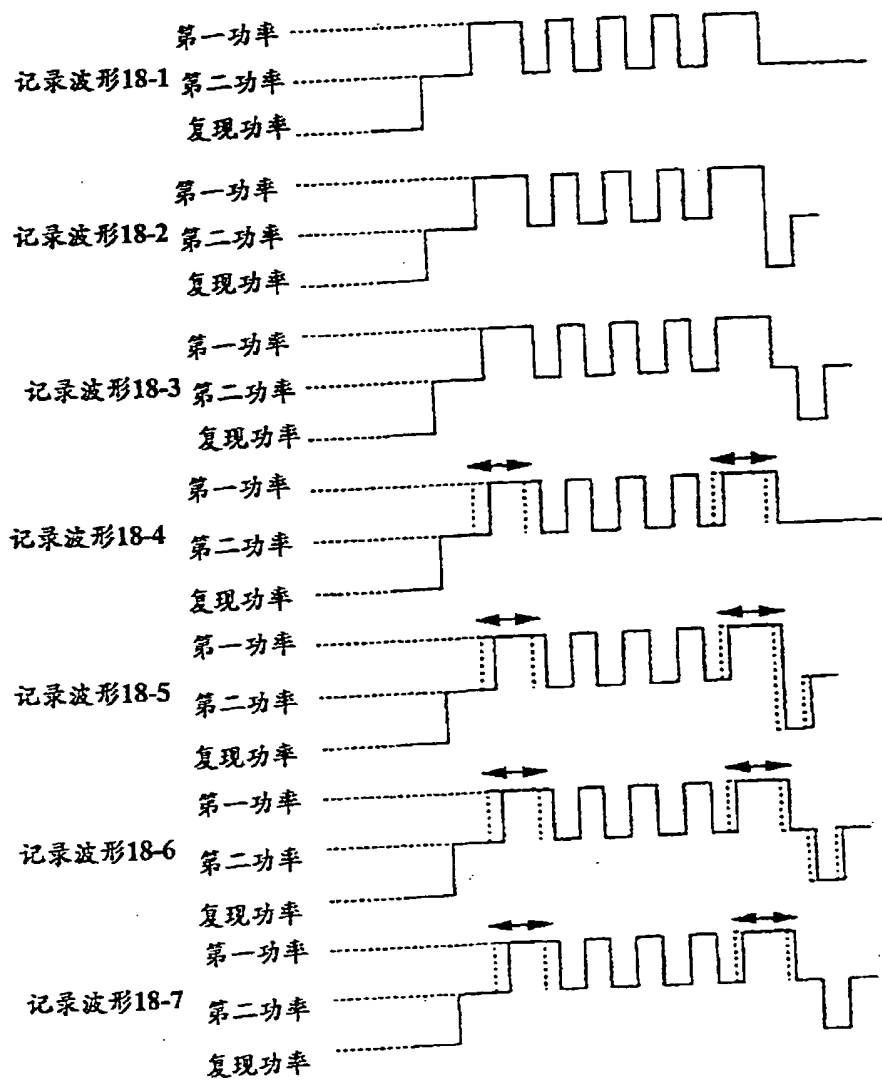 第一功率
记录波形18-1 第二功率
复现功率
第一功率
记录波形18-2 第二功率
复现功率
第一功率
记录波形18-3 第二功率
复现功率
第一功率
记录波形18-4 第二功率
复现功率
第一功率
记录波形18-5 第二功率
复现功率
第一功率
记录波形18-6 第二功率
复现功率
第一功率
记录波形18-7 第二功率
复现功率